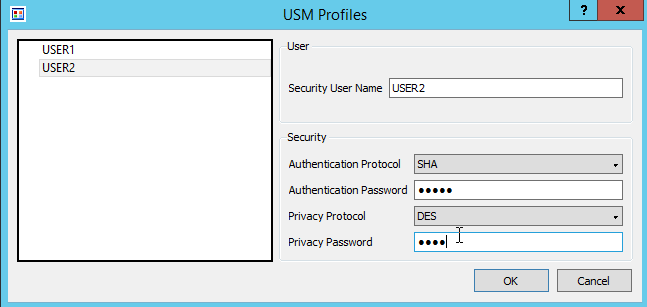 USM Profiles
?
x
USER1
USER2
User
Security User Name
USER2
Security
Authentication Protocol
SHA
Authentication Password
●●●●●
Privacy Protocol
DES
Privacy Password
●●●●
OK
Cancel